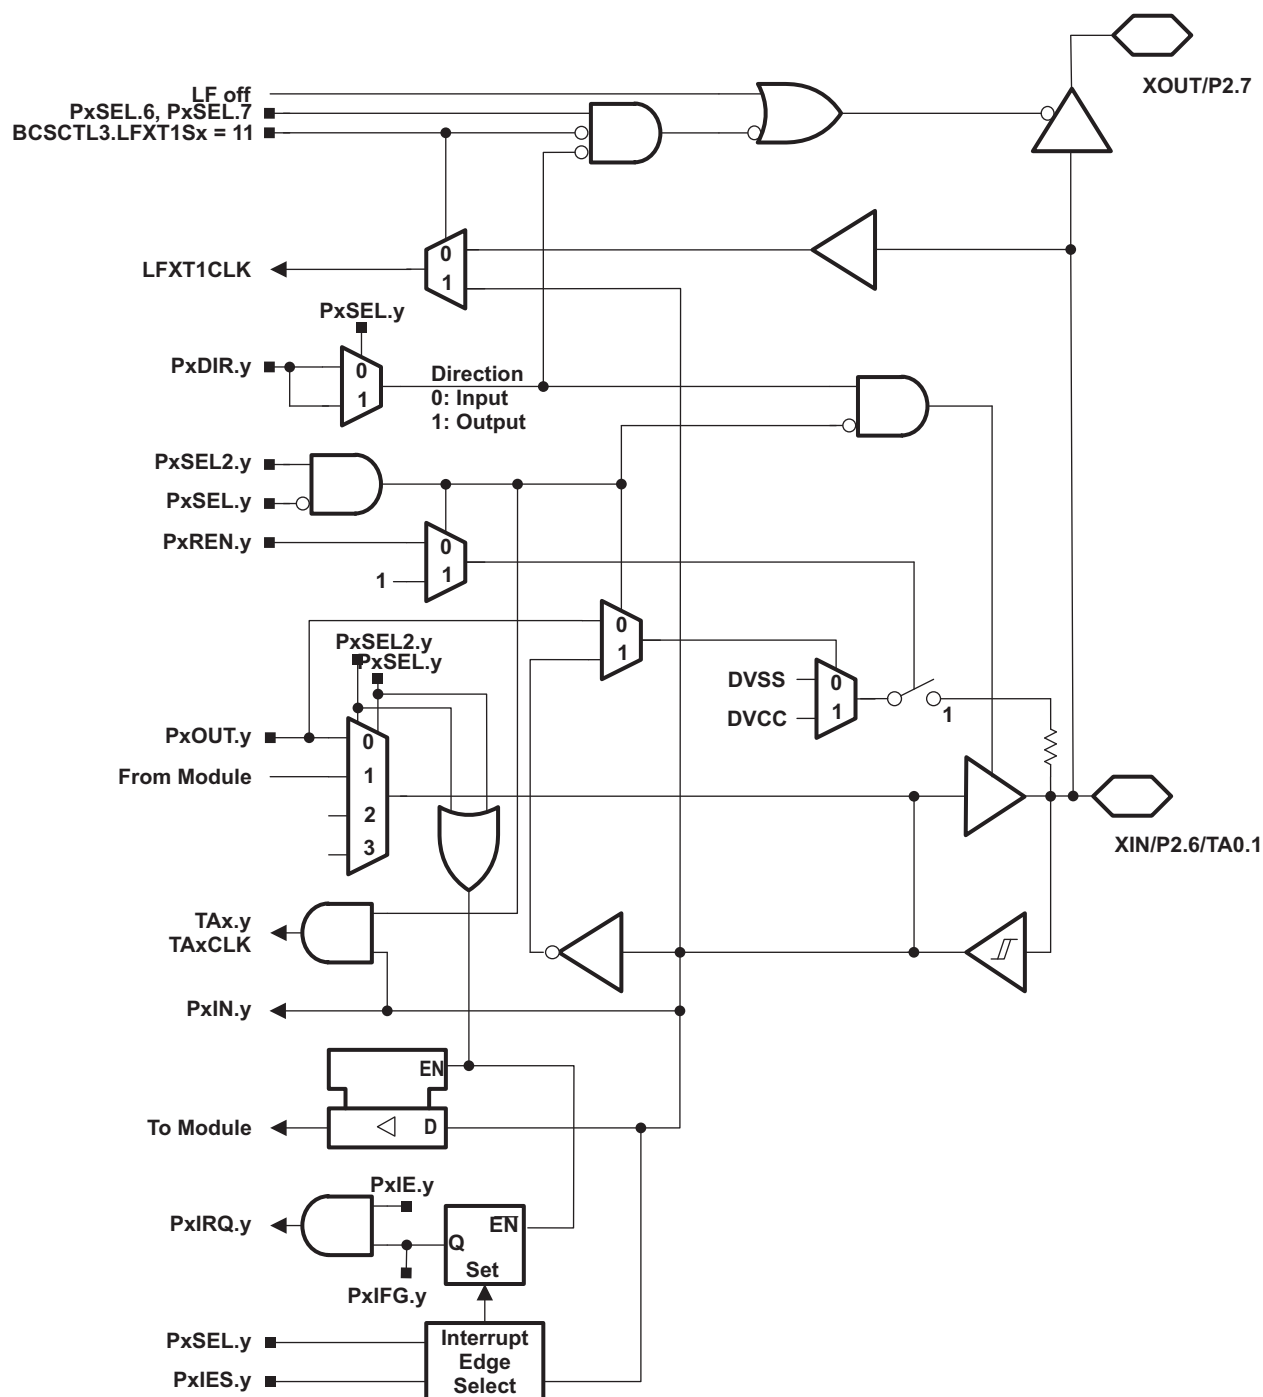 XOUT/P2.7
LF off
PxSEL.6, PxSEL.7
BCSCTL3.LFXT1Sx = 11
0
LFXT1CLK
1
PxSEL.y
PxDIR.y
0
1
Direction
0: Input
1: Output
PxSEL2.y
PxSEL.y
PxREN.y
0
1
1
0
1
PxSEL2.y
PxSEL.y
DVSS
0
DVCC
1
1
PxOUT.y
0
From Module
1
2
3
XIN/P2.6/TA0.1
TAx.y
TAxCLK
PxIN.y
EN
To Module
D
PxIE.y
PxIRQ.y
EN
Q
Set
PxIFG.y
PxSEL.y
PxIES.y
Interrupt
Edge
Select